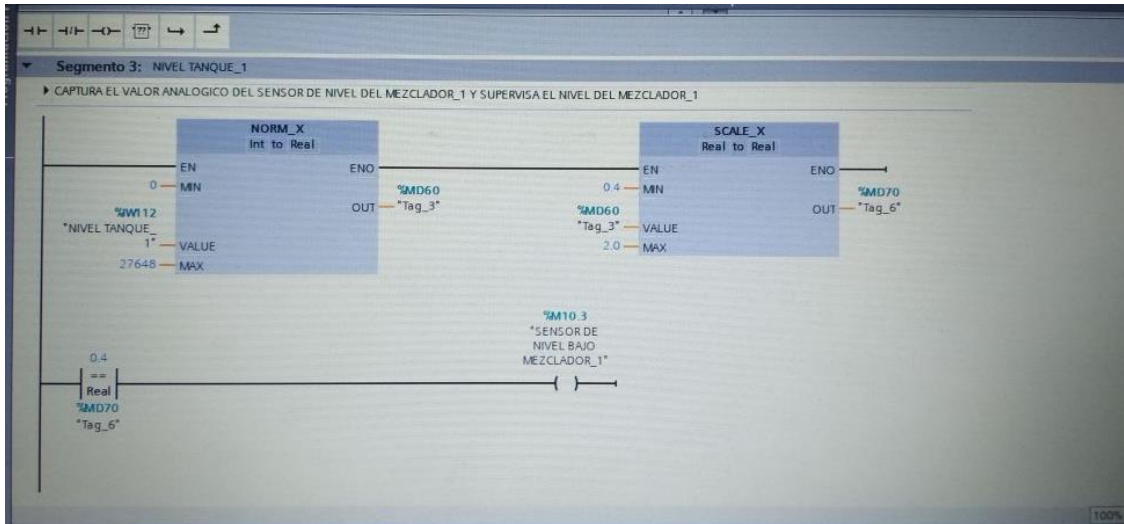 Segmento 3: NIVEL TANQUE_1
CAPTURA EL VALOR ANALOGICO DEL SENSOR DE NIVEL DEL MEZCLADOR_1 Y SUPERVISA EL NIVEL DEL MEZCLADOR_1
NORM_X
Int to Real
EN
ENO
0
MIN
%MD60
OUT
"Tag_3"
%IW112
"NIVEL TANQUE_
1"
VALUE
27648
MAX
SCALE_X
Real to Real
EN
ENO
0.4
MIN
%MD70
OUT
"Tag_6"
%MD60
"Tag_3"
VALUE
2.0
MAX
%M10.3
"SENSOR DE
NIVEL BAJO
MEZCLADOR_1"
0.4
==
Real
%MD70
"Tag_6"
100%